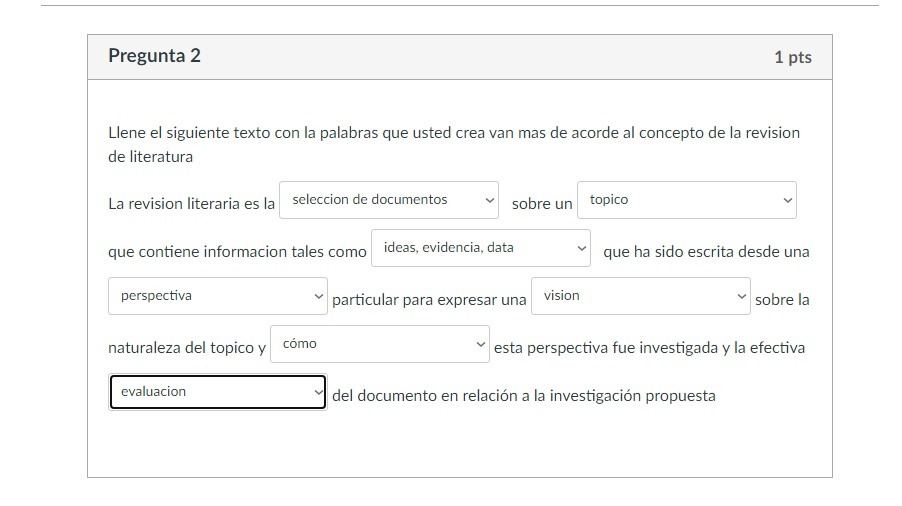 Pregunta 2 1 pts
Llene el siguiente texto con la palabras que usted crea van mas de acorde al concepto de la revision
de literatura
La revision literaria es la seleccion de documentos sobre un topico
que contiene informacion tales como ideas, evidencia, data que ha sido escrita desde una
perspectiva particular para expresar una vision sobre la
naturaleza del topico y cómo esta perspectiva fue investigada y la efectiva
evaluacion del documento en relación a la investigación propuesta